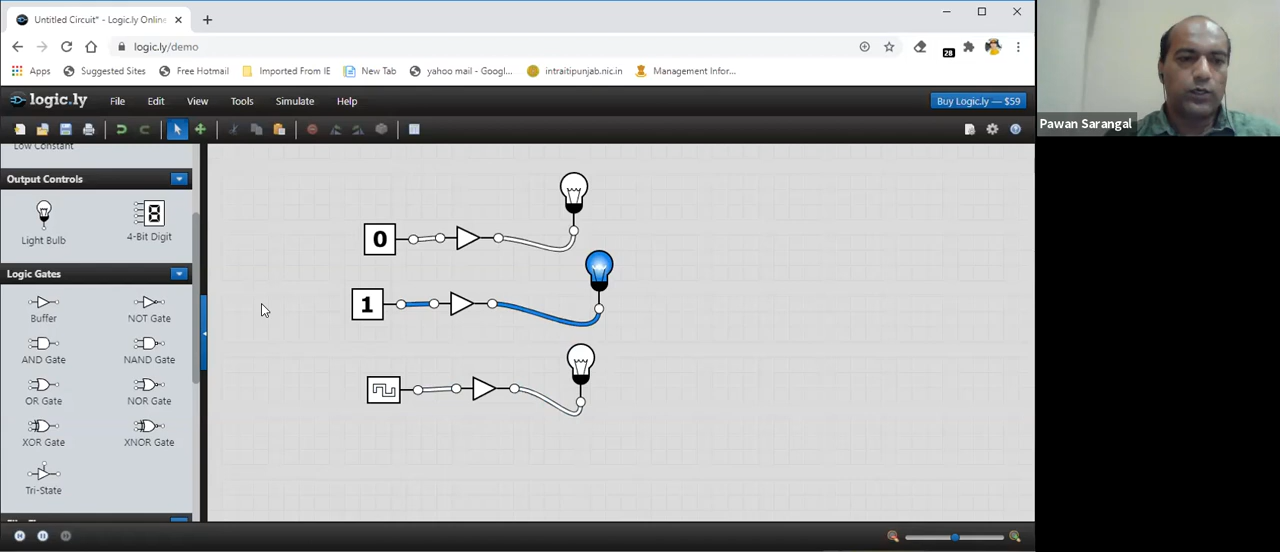 Untitled Circuit* - Logic.ly Online
logic.ly/demo
28
Apps Suggested Sites Free Hotmail Imported From IE New Tab yahoo mail - Googl... intraitipunjab.nic.in Management Infor...
logic.ly File Edit View Tools Simulate Help Buy Logic.ly — $59
Pawan Sarangal
Low Constant
Output Controls
8
Light Bulb 4-Bit Digit
0
Logic Gates
1
Buffer NOT Gate
AND Gate NAND Gate
OR Gate NOR Gate
XOR Gate XNOR Gate
Tri-State